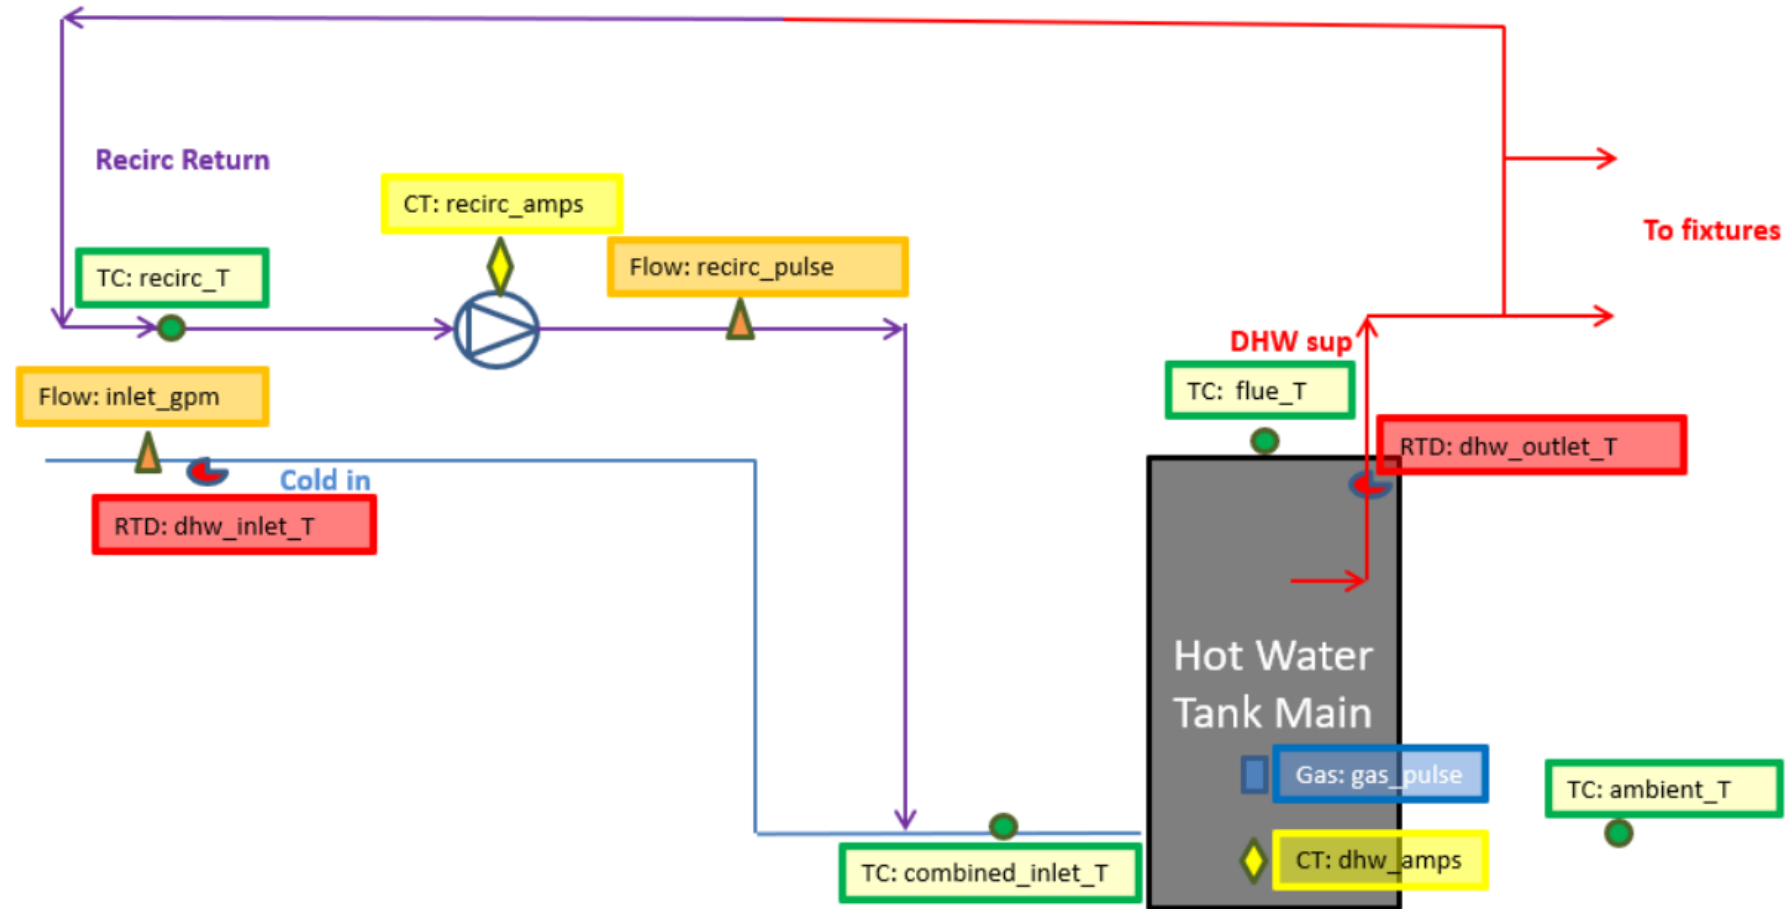 Recirc Return
CT: recirc_amps
To fixtures
TC: recirc_T
Flow: recirc_pulse
DHW sup
Flow: inlet_gpm
TC: flue_T
RTD: dhw_outlet_T
Cold in
RTD: dhw_inlet_T
Hot Water
Tank Main
Gas: gas_pulse
TC: ambient_T
TC: combined_inlet_T
CT: dhw_amps